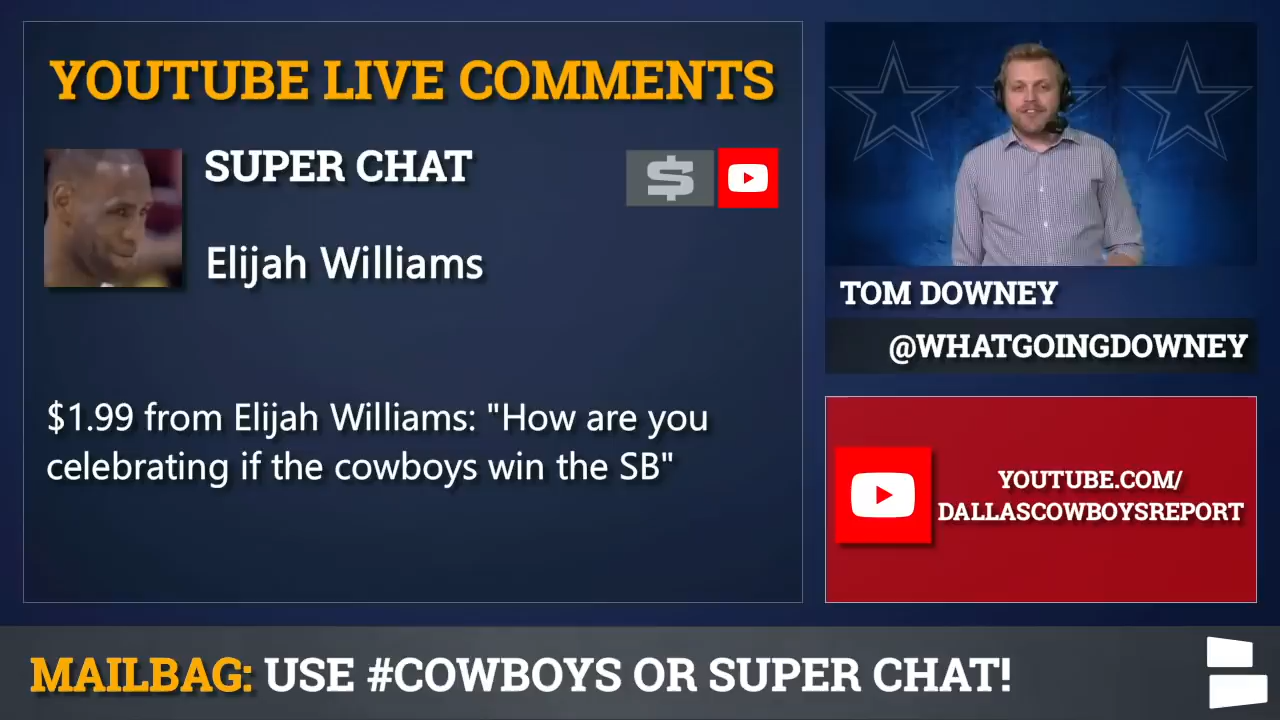 YOUTUBE LIVE COMMENTS
SUPER CHAT
$
Elijah Williams
$1.99 from Elijah Williams: "How are you
celebrating if the cowboys win the SB"
TOM DOWNEY
@WHATGOINGDOWNEY
YOUTUBE.COM/
DALLASCOWBOYSREPORT
MAILBAG: USE #COWBOYS OR SUPER CHAT!